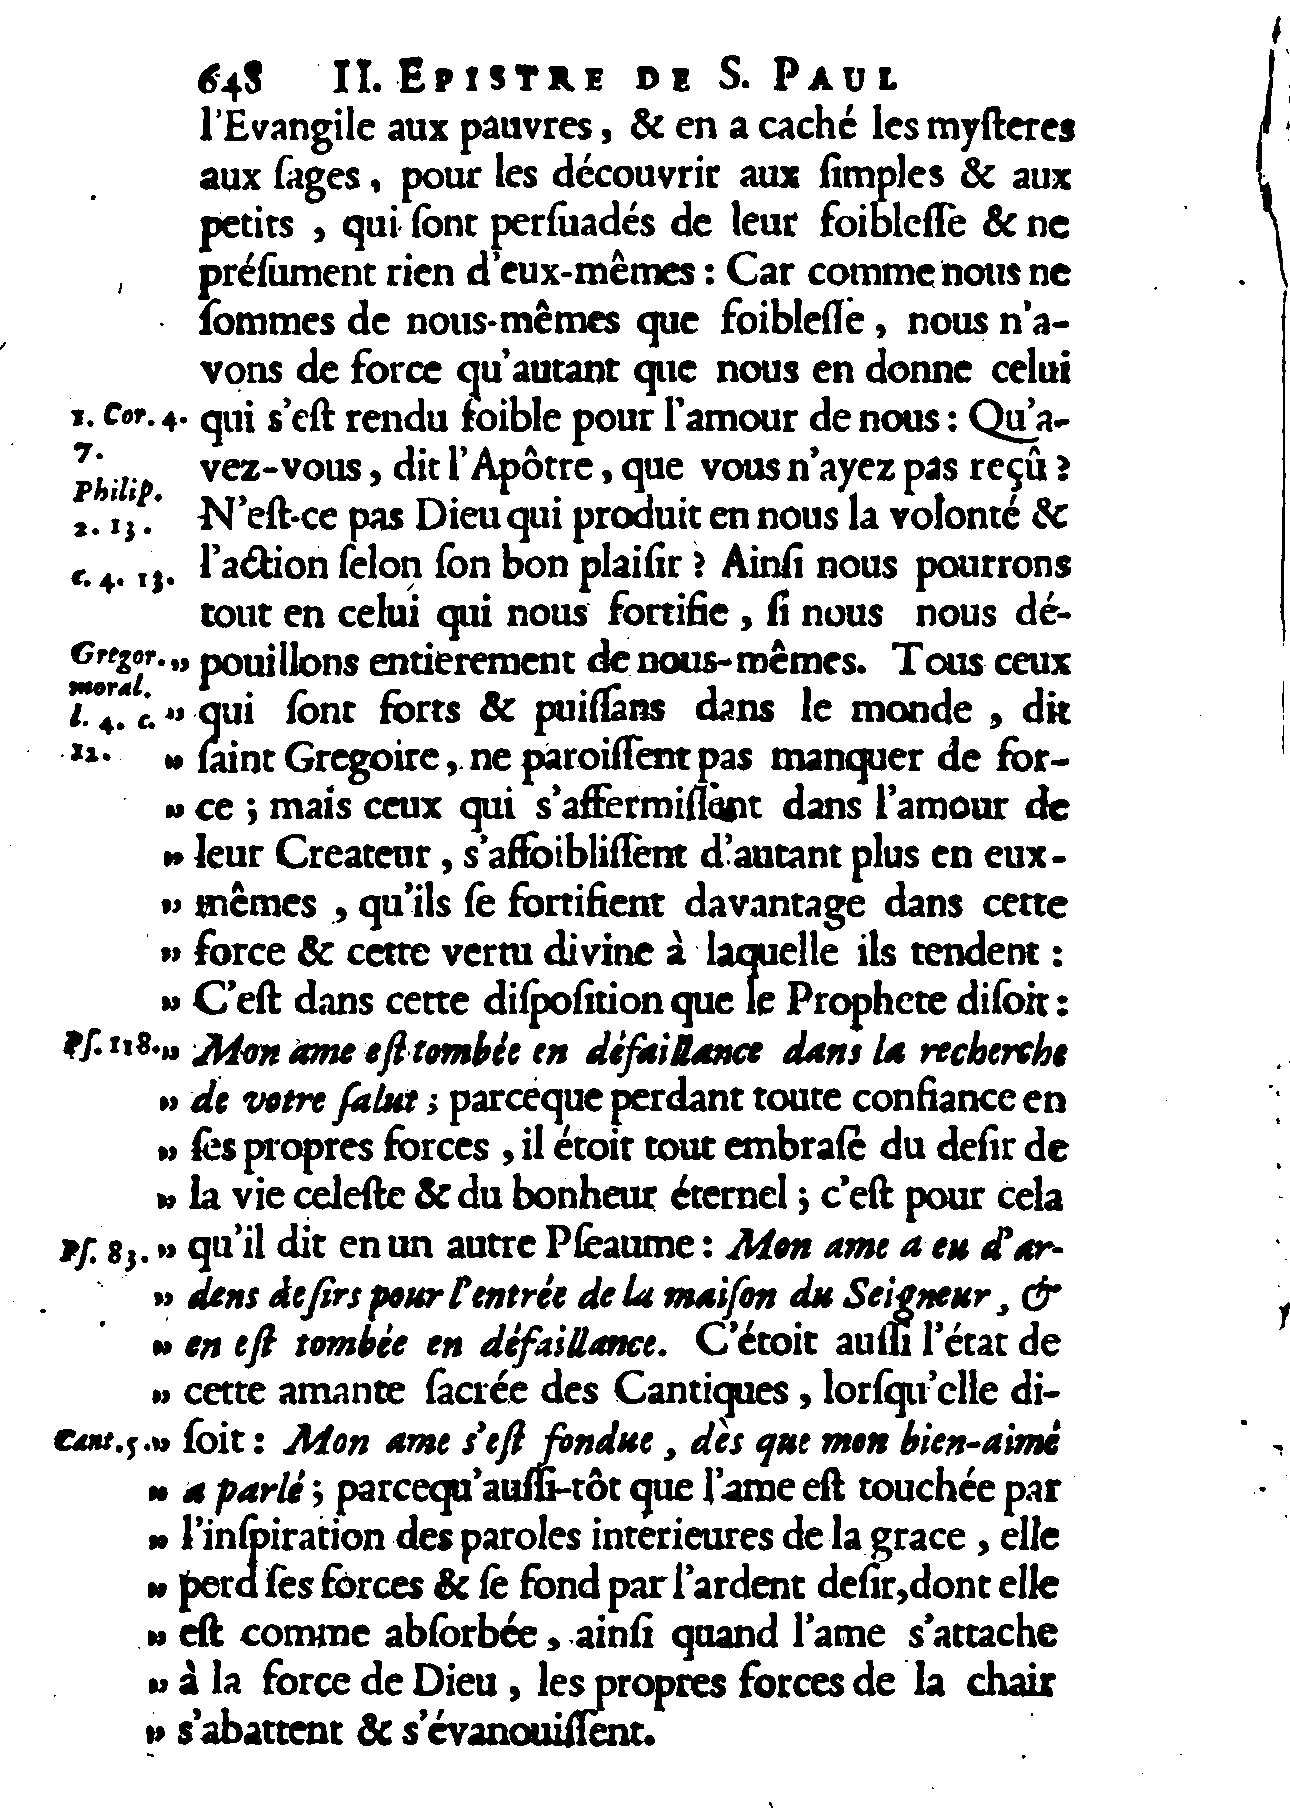 648 II. EPISTRE DE S. PAUL
l'Evangile aux pauvres, & en a caché les myſteres
aux ſages, pour les découvrir aux ſimples & aux
petits, qui ſont perſuadés de leur foibleſſe & ne
préſument rien d'eux-mêmes : Car comme nous ne
ſommes de nous-mêmes que foibleſſe, nous n'a-
vons de force qu'autant que nous en donne celui
1. Cor. 4. qui s'eſt rendu foible pour l'amour de nous : Qu'a-
7. vez-vous, dit l'Apôtre, que vous n'ayez pas reçû ?
Philip. N'eſt-ce pas Dieu qui produit en nous la volonté &
2. 13.
c. 4. 13. l'action ſelon ſon bon plaiſir ? Ainſi nous pourrons
tout en celui qui nous fortifie, ſi nous nous dé-
Gregor. „ pouillons entierement de nous-mêmes. Tous ceux
moral.
l. 4. c. „ qui ſont forts & puiſſans dans le monde, dit
12. „ ſaint Gregoire, ne paroiſſent pas manquer de for-
„ ce ; mais ceux qui s'affermiſſent dans l'amour de
„ leur Createur, s'affoibliſſent d'autant plus en eux-
„ mêmes, qu'ils ſe fortifient davantage dans cette
„ force & cette vertu divine à laquelle ils tendent :
„ C'eſt dans cette diſpoſition que le Prophete diſoit :
Pſ. 118. „ Mon ame eſt tombée en défaillance dans la recherche
„ de votre ſalut ; parceque perdant toute confiance en
„ ſes propres forces, il étoit tout embraſé du deſir de
„ la vie celeſte & du bonheur éternel ; c'eſt pour cela
Pſ. 83. „ qu'il dit en un autre Pſeaume : Mon ame a eu d'ar-
„ dens deſirs pour l'entrée de la maiſon du Seigneur, &
„ en eſt tombée en défaillance. C'étoit auſſi l'état de
„ cette amante ſacrée des Cantiques, lorſqu'elle di-
Cant. 5. „ ſoit : Mon ame s'eſt fondue, dès que mon bien-aimé
„ a parlé ; parcequ'auſſi-tôt que l'ame eſt touchée par
„ l'inſpiration des paroles intérieures de la grace, elle
„ perd ſes forces & ſe fond par l'ardent deſir, dont elle
„ eſt comme abſorbée, ainſi quand l'ame s'attache
„ à la force de Dieu, les propres forces de la chair
„ s'abattent & s'évanouiſſent.